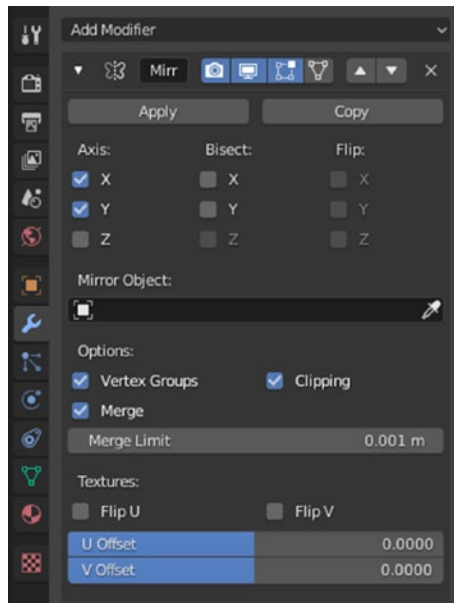 Add Modifier
Mirr
Apply Copy
Axis: Bisect: Flip:
X X X
Y Y Y
Z Z Z
Mirror Object:
Options:
Vertex Groups Clipping
Merge
Merge Limit 0.001 m
Textures:
Flip U Flip V
U Offset 0.0000
V Offset 0.0000